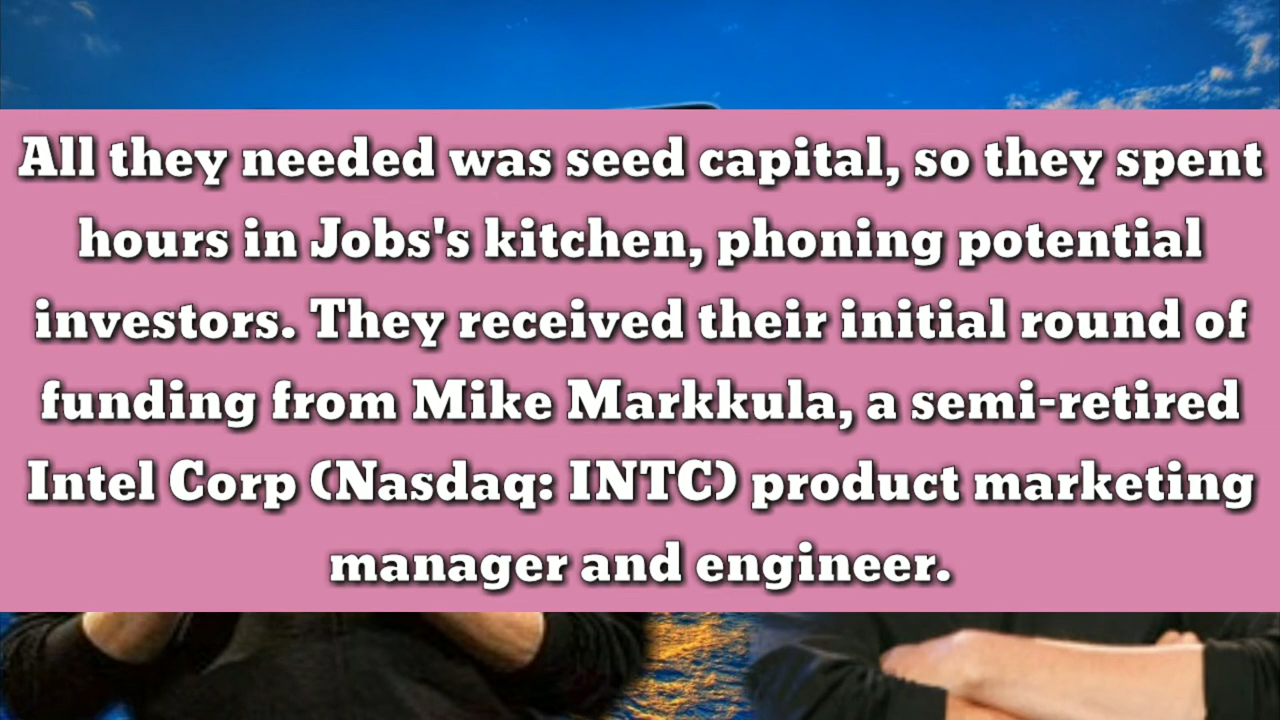 All they needed was seed capital, so they spent
hours in Jobs's kitchen, phoning potential
investors. They received their initial round of
funding from Mike Markkula, a semi-retired
Intel Corp (Nasdaq: INTC) product marketing
manager and engineer.